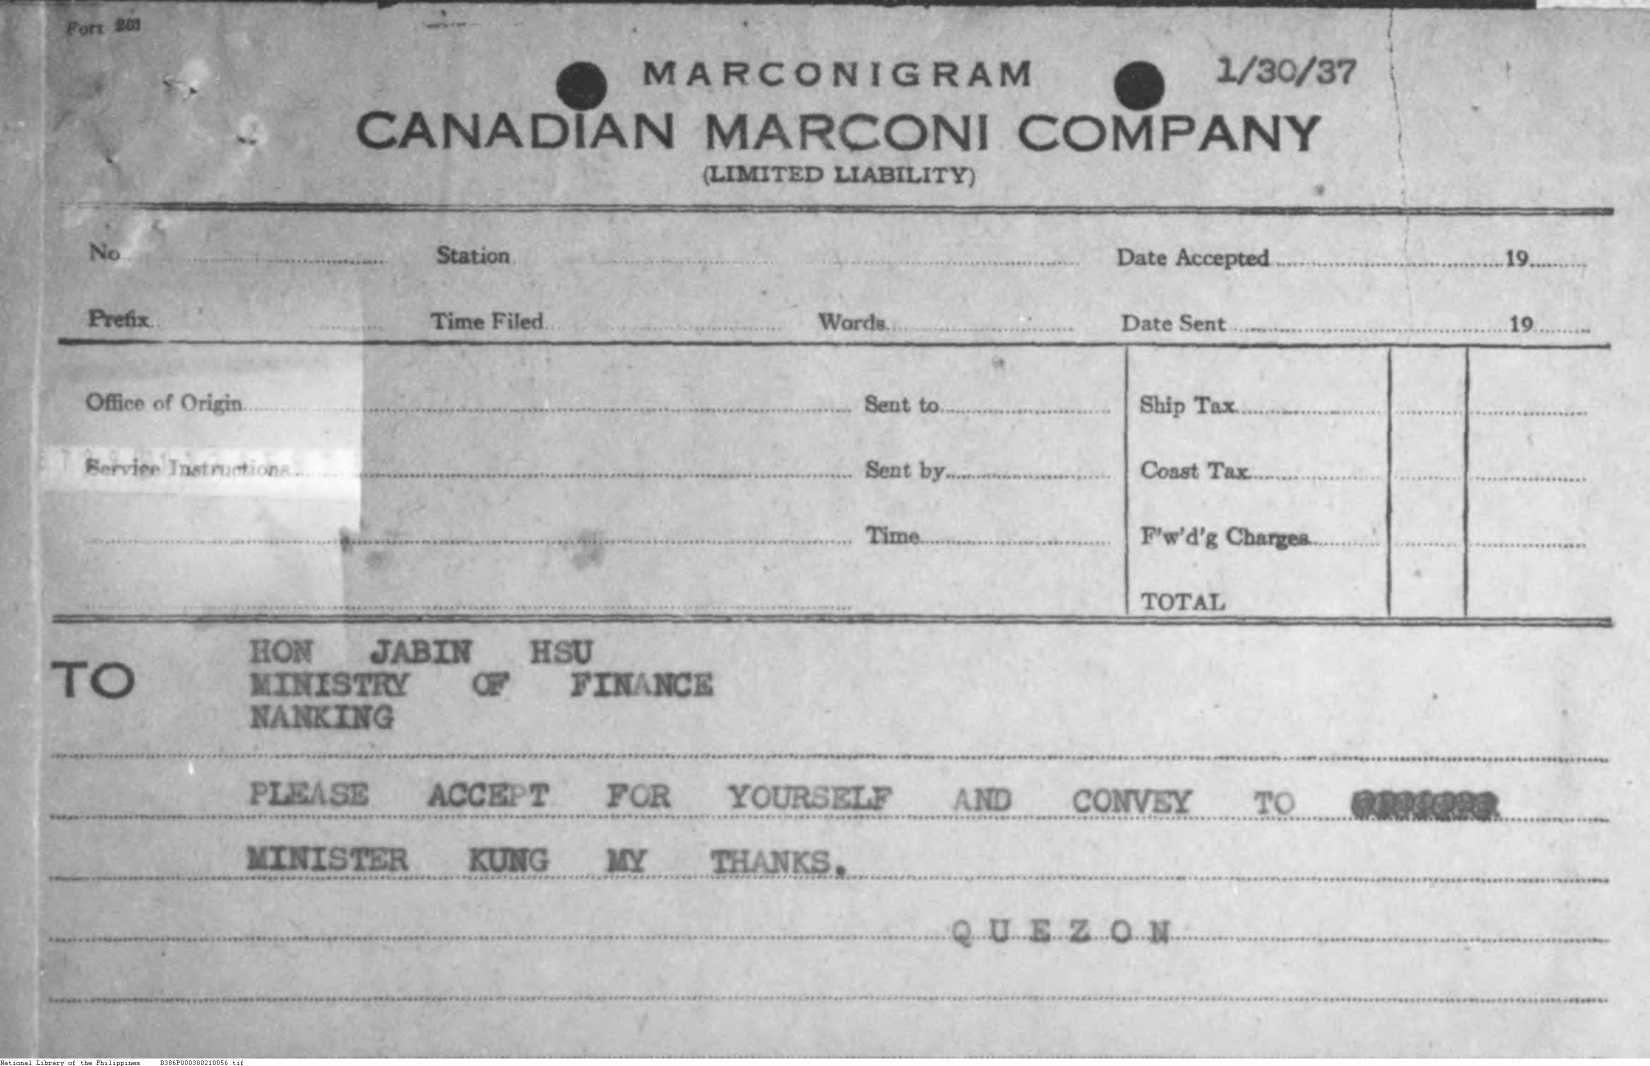 MARCONIGRAM 1/30/37
CANADIAN MARCONI COMPANY
(LIMITED LIABILITY)
No Station Date Accepted 19
Prefix Time Filed Words Date Sent 19
Office of Origin Sent to Ship Tax
Service Instructions Sent by Coast Tax
Time F'w'd'g Charges
TOTAL
TO
HON JABIN HSU
MINISTRY OF FINANCE
NANKING
PLEASE ACCEPT FOR YOURSELF AND CONVEY TO
MINISTER KUNG MY THANKS.
QUEZON
National Library of the Philippines B386P000300210056.tif